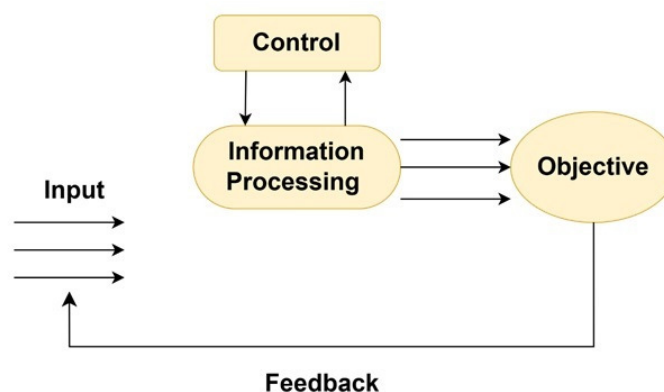 Control
Information
Processing
Objective
Input
Feedback